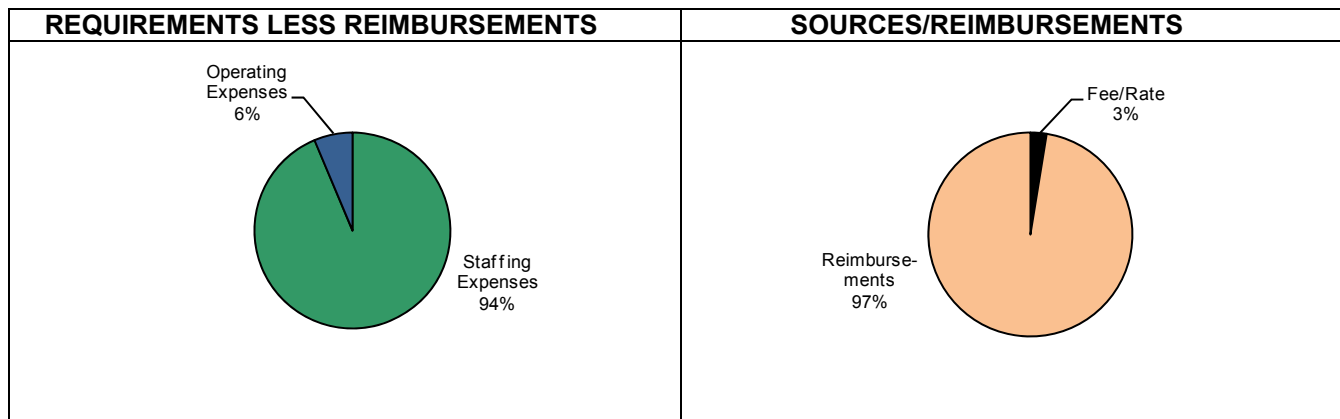 REQUIREMENTS LESS REIMBURSEMENTS
Operating
Expenses
6%
Staffing
Expenses
94%
SOURCES/REIMBURSEMENTS
Fee/Rate
3%
Reimburse-
ments
97%